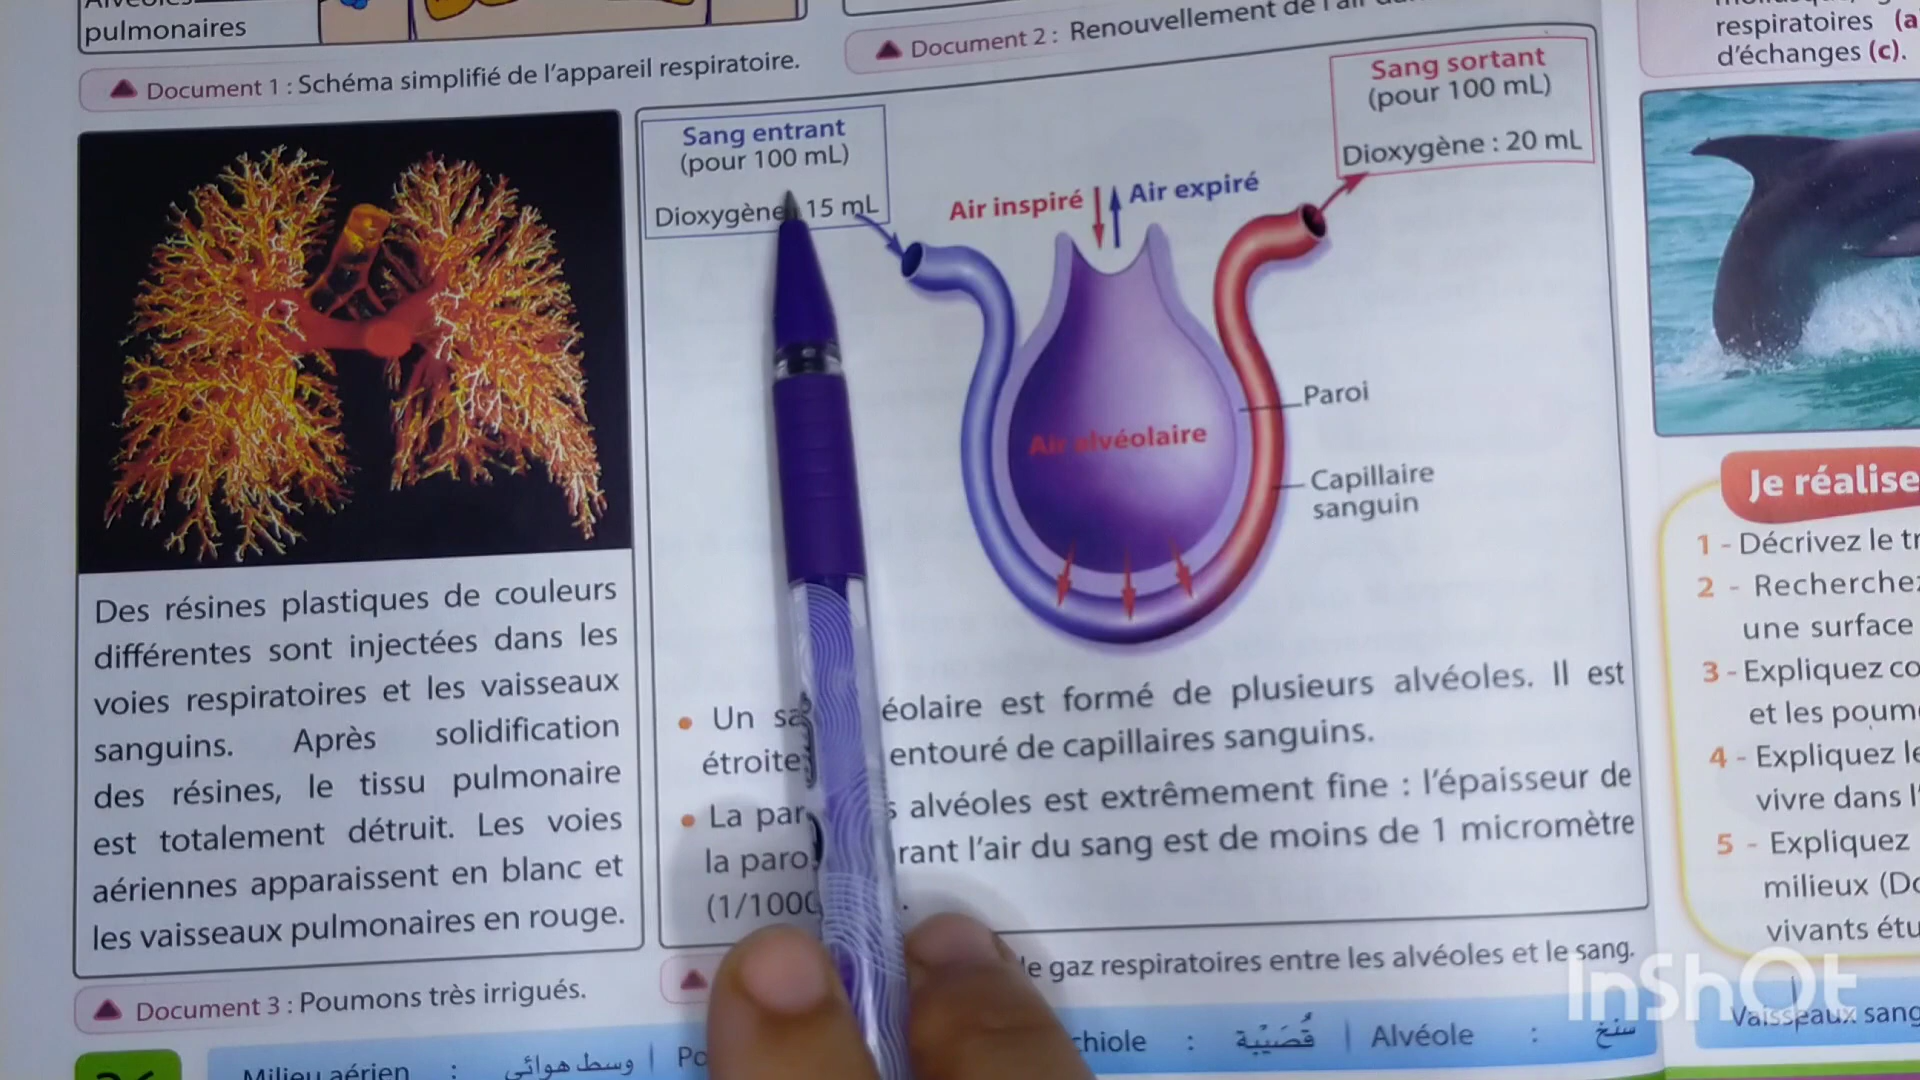 pulmonaires
Document 1 : Schéma simplifié de l'appareil respiratoire.
Document 2 : Renouvellement de l'air
respiratoires (a
d'échanges (c).
Sang entrant
(pour 100 mL)
Dioxygène 15 mL
Air inspiré
Air expiré
Sang sortant
(pour 100 mL)
Dioxygène : 20 mL
Paroi
Air alvéolaire
Capillaire
sanguin
Des résines plastiques de couleurs
différentes sont injectées dans les
voies respiratoires et les vaisseaux
sanguins. Après solidification
des résines, le tissu pulmonaire
est totalement détruit. Les voies
aériennes apparaissent en blanc et
les vaisseaux pulmonaires en rouge.
Document 3 : Poumons très irrigués.
• Un sa éolaire est formé de plusieurs alvéoles. Il est
étroite entouré de capillaires sanguins.
• La par s alvéoles est extrêmement fine : l'épaisseur de
la paro rant l'air du sang est de moins de 1 micromètre
(1/1000 .
de gaz respiratoires entre les alvéoles et le sang.
Je réalise
1 - Décrivez le tr
2 - Recherchez
une surface
3 - Expliquez co
et les poum
4 - Expliquez le
vivre dans l'
5 - Expliquez
milieux (Do
vivants étu
Milieu aérien : وسط هوائي | Po
chiole : قُصَيْبِة | Alvéole : سنخ
Vaisseaux sang
InShOt